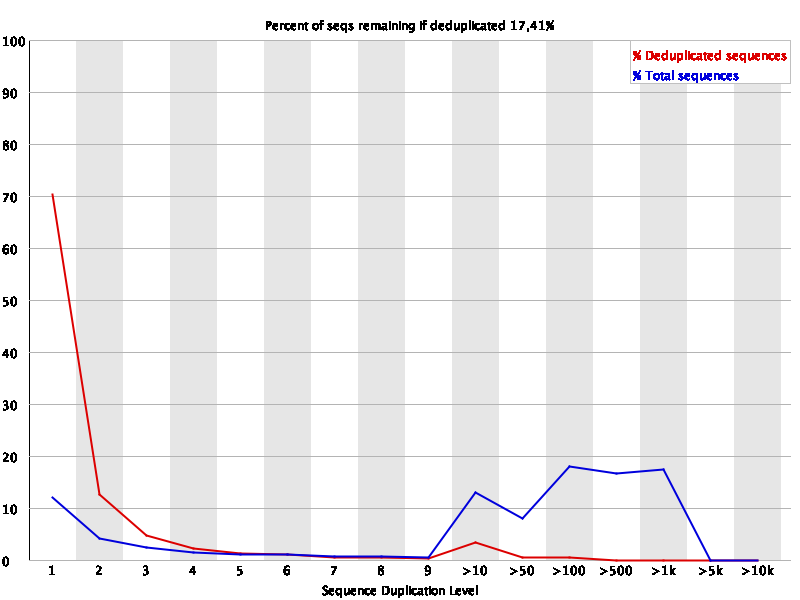 Percent of seqs remaining if deduplicated 17,41%
% Deduplicated sequences
% Total sequences
100
90
80
70
60
50
40
30
20
10
0
1 2 3 4 5 6 7 8 9 >10 >50 >100 >500 >1k >5k >10k
Sequence Duplication Level